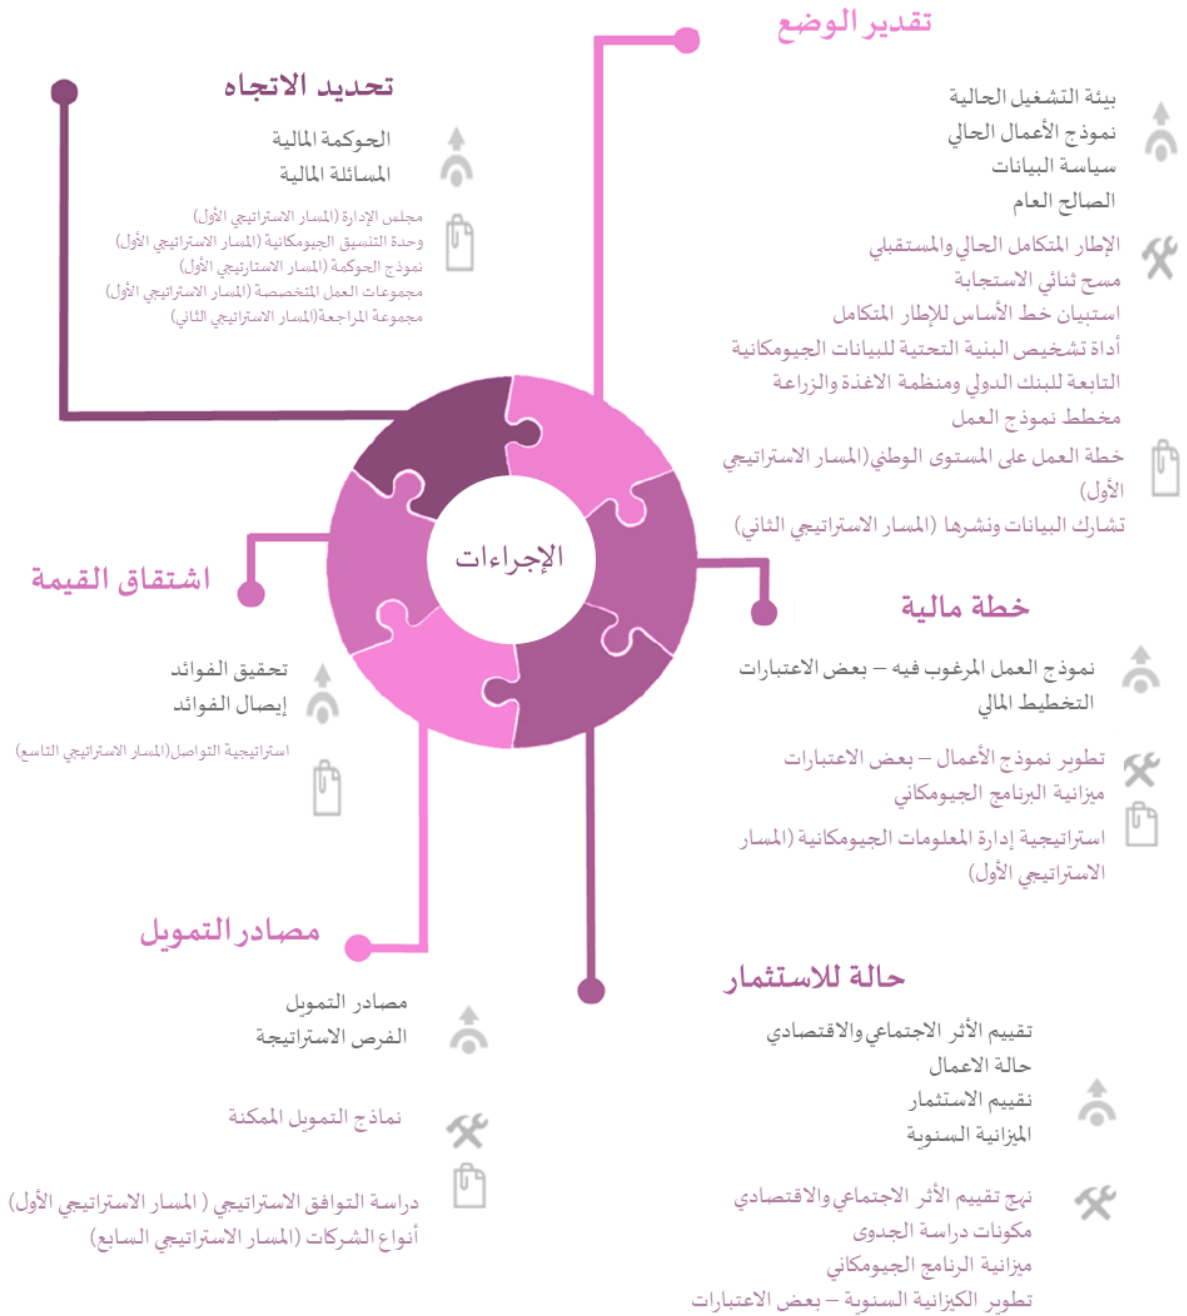 تقدير الوضع
بيئة التشغيل الحالية
نموذج الأعمال الحالي
سياسة البيانات
الصالح العام
الإطار المتكامل الحالي والمستقبلي
مسح ثنائي الاستجابة
استبيان خط الأساس للإطار المتكامل
أداة تشخيص البنية التحتية للبيانات الجيومكانية
التابعة للبنك الدولي ومنظمة الاغذة والزراعة
مخطط نموذج العمل
خطة العمل على المستوى الوطني(المسار الاستراتيجي
الأول)
تشارك البيانات ونشرها (المسار الاستراتيجي الثاني)
تحديد الاتجاه
الحوكمة المالية
المسائلة المالية
مجلس الإدارة (المسار الاستراتيجي الأول)
وحدة التنسيق الجيومكانية (المسار الاستراتيجي الأول)
نموذج الحوكمة (المسار الاستارتيجي الأول)
مجموعات العمل المتخصصة (المسار الاستراتيجي الأول)
مجموعة المراجعة(المسار الاستراتيجي الثاني)
الإجراءات
خطة مالية
نموذج العمل المرغوب فيه – بعض الاعتبارات
التخطيط المالي
تطوير نموذج الأعمال – بعض الاعتبارات
ميزانية البرنامج الجيومكاني
استراتيجية إدارة المعلومات الجيومكانية (المسار
الاستراتيجي الأول)
اشتقاق القيمة
تحقيق الفوائد
إيصال الفوائد
استراتيجية التواصل(المسار الاستراتيجي التاسع)
مصادر التمويل
مصادر التمويل
الفرص الاستراتيجة
نماذج التمويل الممكنة
دراسة التوافق الاستراتيجي ( المسار الاستراتيجي الأول)
أنواع الشركات (المسار الاستراتيجي السابع)
حالة للاستثمار
تقييم الأثر الاجتماعي والاقتصادي
حالة الاعمال
نقييم الاستثمار
الميزانية السنوية
نهج تقييم الأثر الاجتماعي والاقتصادي
مكونات دراسة الجدوى
ميزانية الرنامج الجيومكاني
تطوير الكيزانية السنوية – بعض الاعتبارات